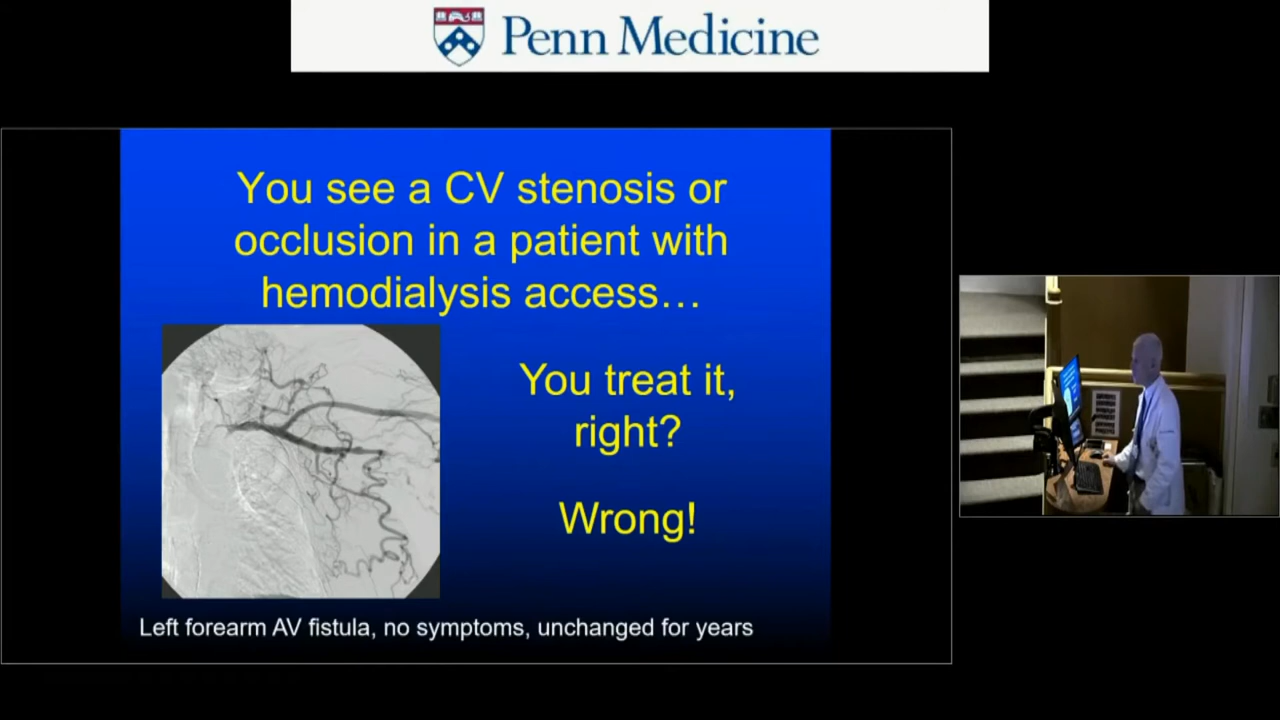 Penn Medicine
You see a CV stenosis or
occlusion in a patient with
hemodialysis access…
You treat it,
right?
Wrong!
Left forearm AV fistula, no symptoms, unchanged for years